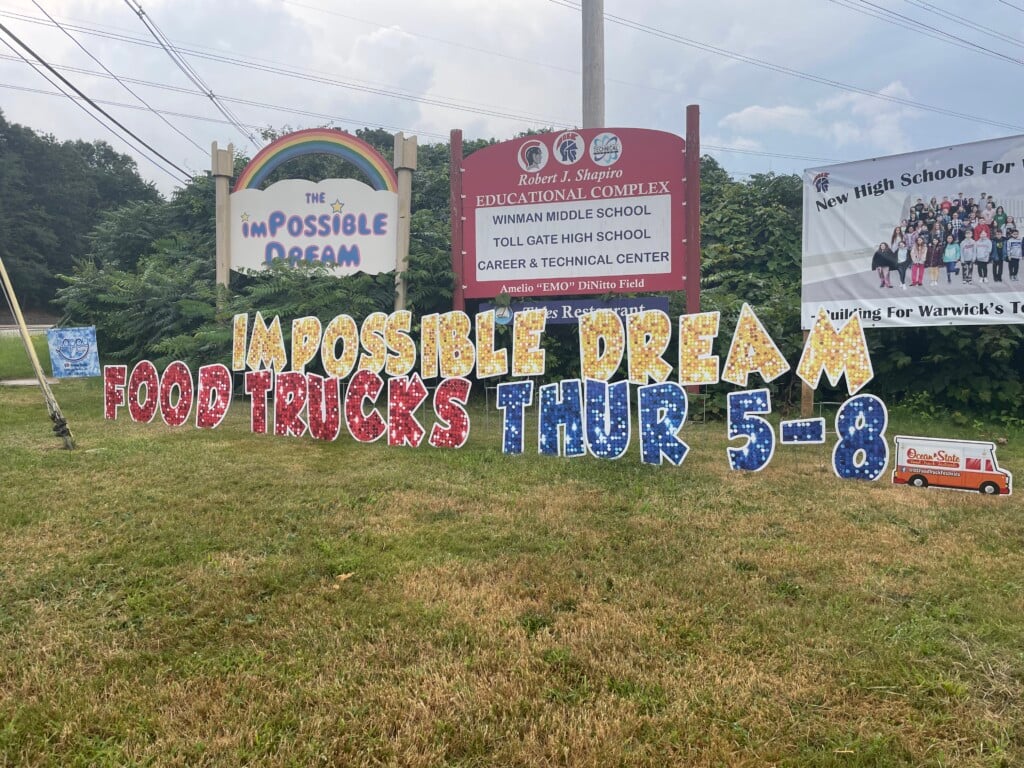 THE
imPOSSIBLE
DREAM
Robert J. Shapiro
EDUCATIONAL COMPLEX
WINMAN MIDDLE SCHOOL
TOLL GATE HIGH SCHOOL
CAREER & TECHNICAL CENTER
Amelio "EMO" DiNitto Field
Tides Restaurant
New High Schools For
Building For Warwick's
IMPOSSIBLE DREAM
FOOD TRUCKS THUR 5-8
Ocean State